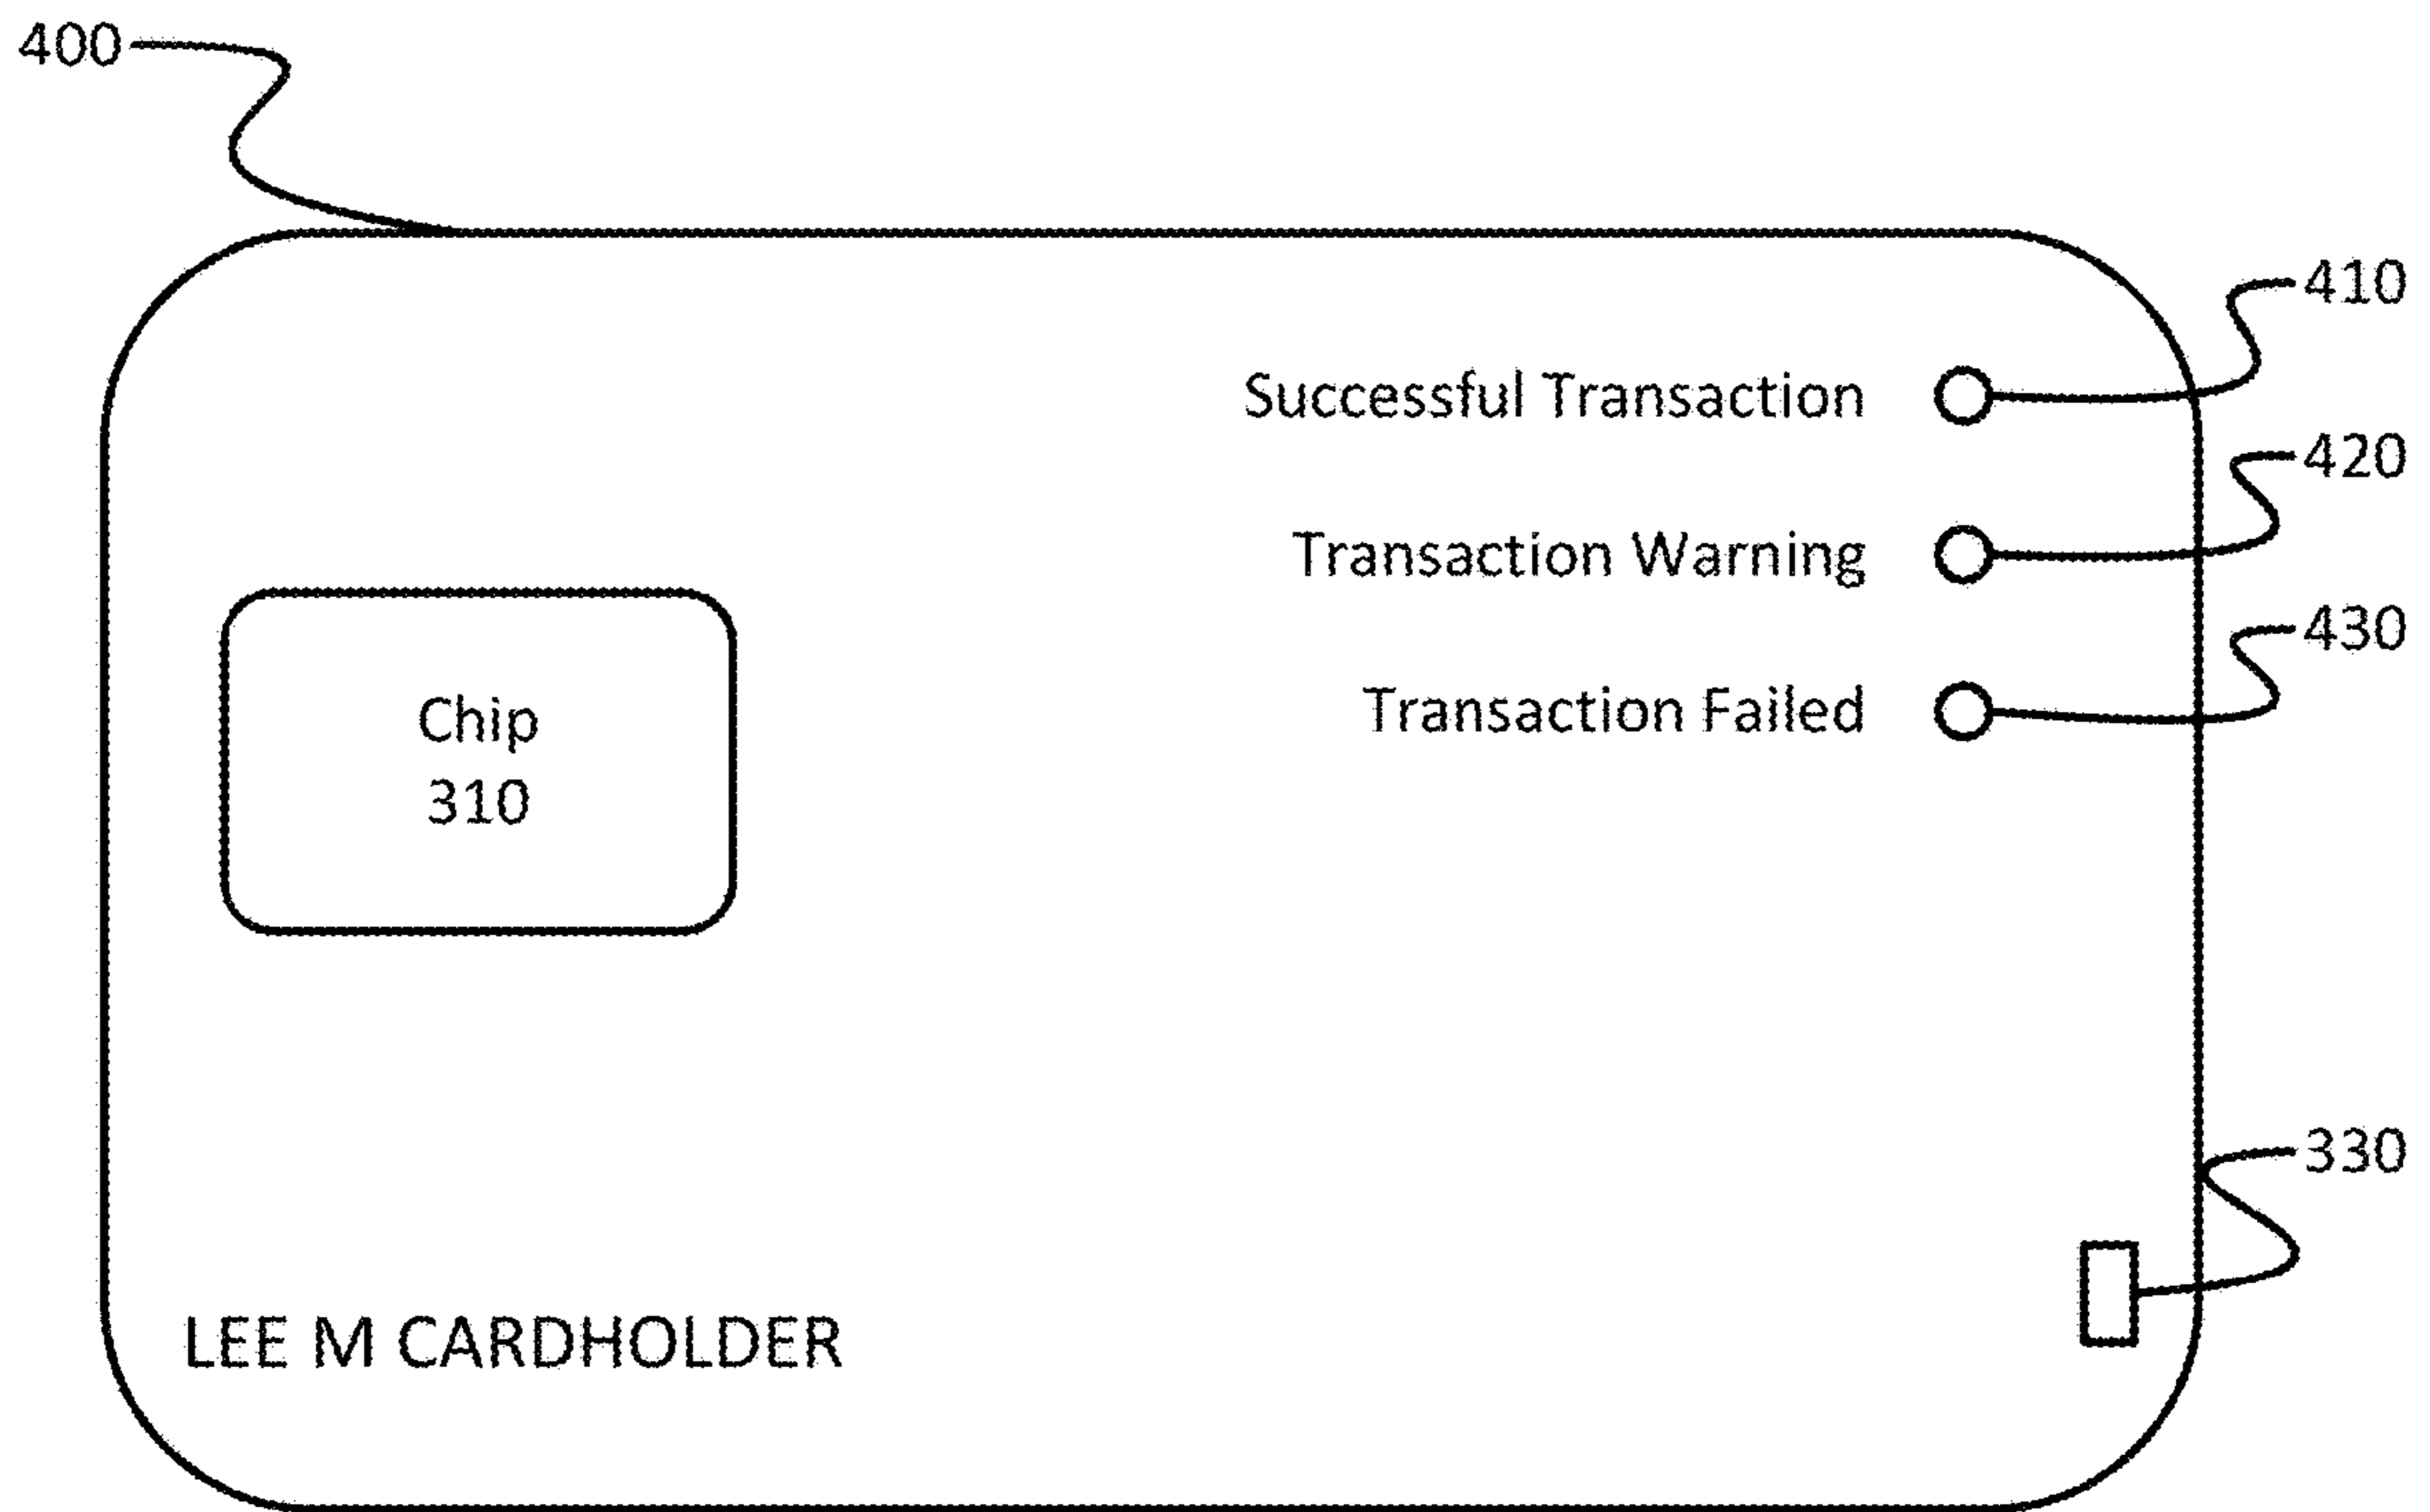 400
410
Successful Transaction
420
Transaction Warning
430
Transaction Failed
Chip
310
330
LEE M CARDHOLDER